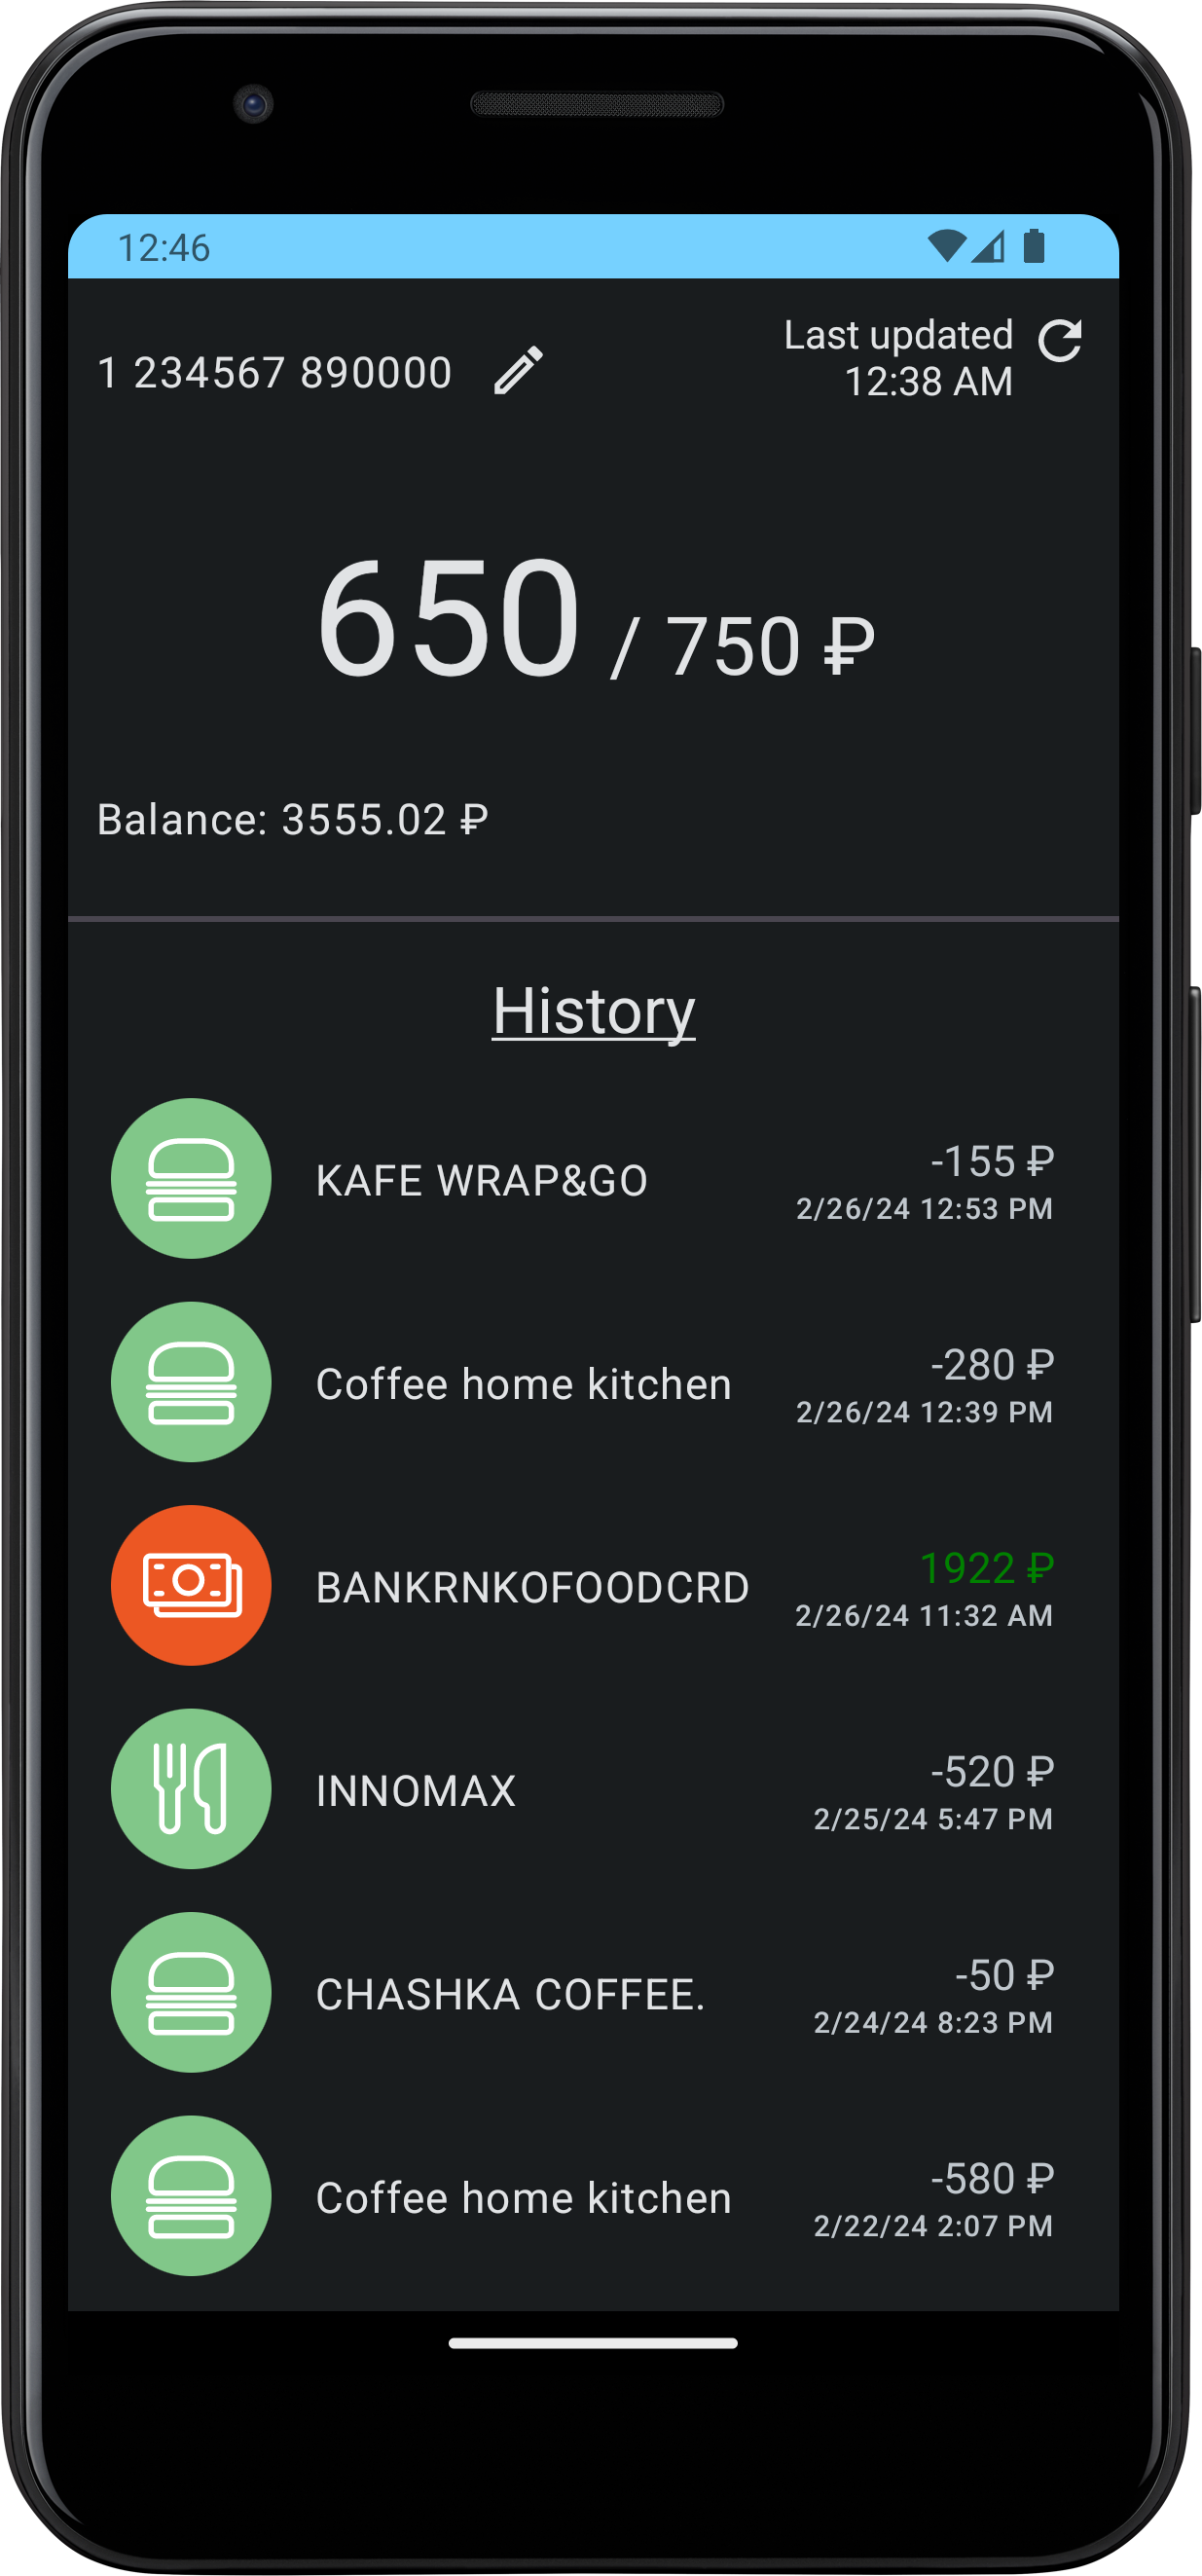 12:46
1 234567 890000
Last updated
12:38 AM
650 / 750 ₽
Balance: 3555.02 ₽
History
KAFE WRAP&GO
-155 ₽
2/26/24 12:53 PM
Coffee home kitchen
-280 ₽
2/26/24 12:39 PM
BANKRNKOFOODCRD
1922 ₽
2/26/24 11:32 AM
INNOMAX
-520 ₽
2/25/24 5:47 PM
CHASHKA COFFEE.
-50 ₽
2/24/24 8:23 PM
Coffee home kitchen
-580 ₽
2/22/24 2:07 PM